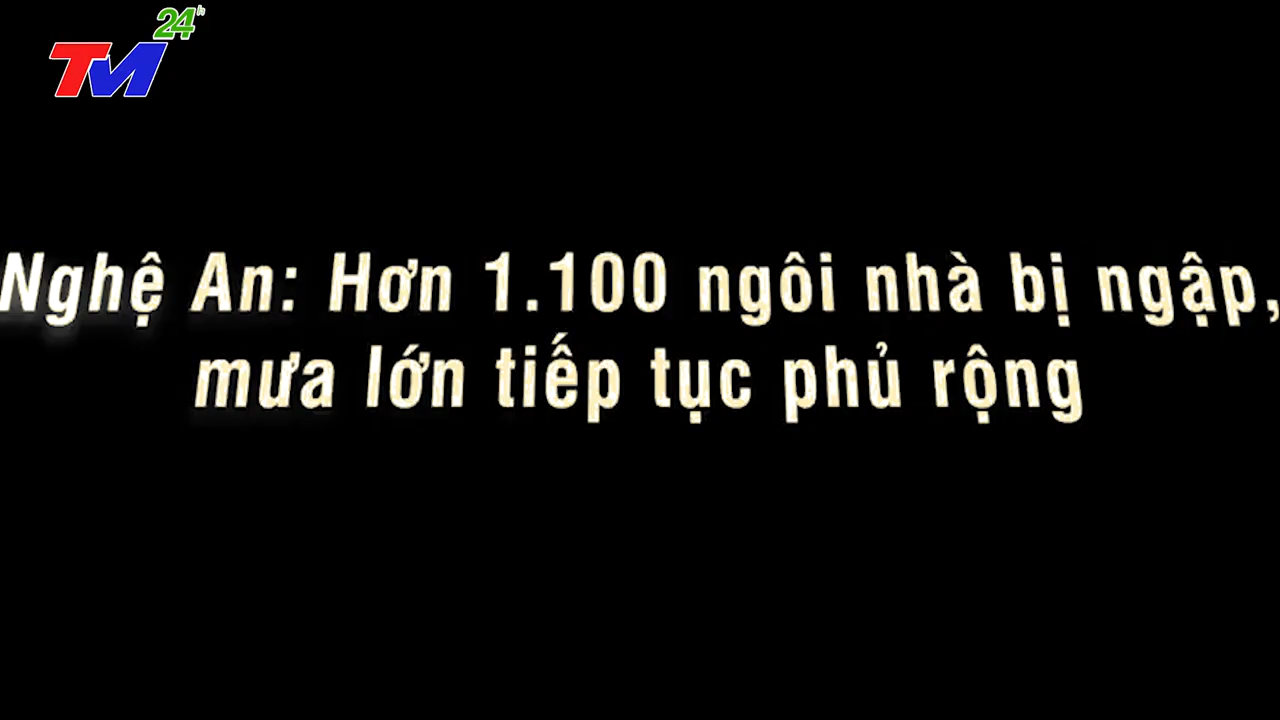 TM 24h
Nghệ An: Hơn 1.100 ngôi nhà bị ngập,
mưa lớn tiếp tục phủ rộng